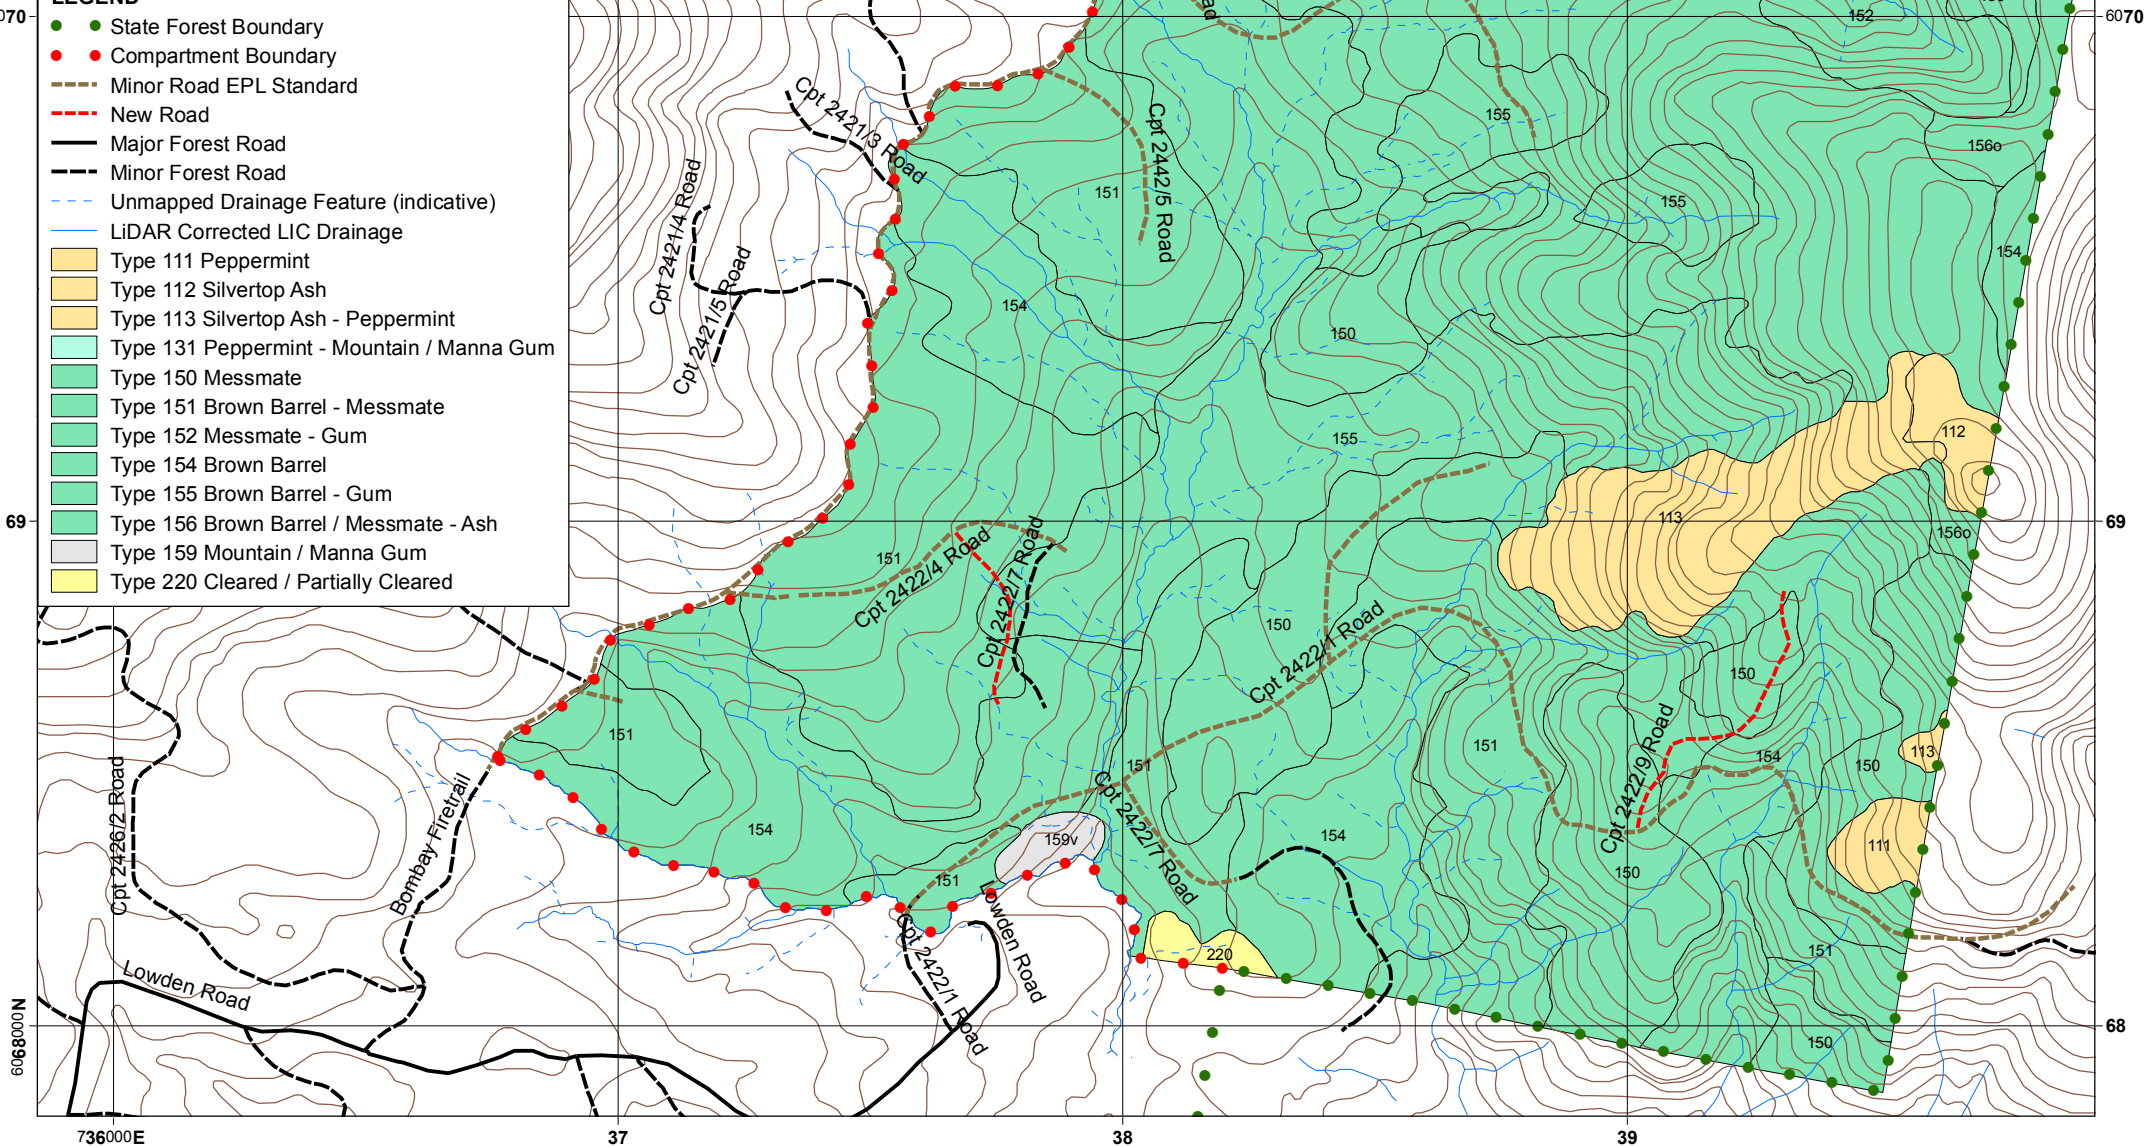 LEGEND
State Forest Boundary
Compartment Boundary
Minor Road EPL Standard
New Road
Major Forest Road
Minor Forest Road
Unmapped Drainage Feature (indicative)
LiDAR Corrected LIC Drainage
Type 111 Peppermint
Type 112 Silvertop Ash
Type 113 Silvertop Ash - Peppermint
Type 131 Peppermint - Mountain / Manna Gum
Type 150 Messmate
Type 151 Brown Barrel - Messmate
Type 152 Messmate - Gum
Type 154 Brown Barrel
Type 155 Brown Barrel - Gum
Type 156 Brown Barrel / Messmate - Ash
Type 159 Mountain / Manna Gum
Type 220 Cleared / Partially Cleared
6070
6070
152
155
Cpt 2421/3 Road
Cpt 2442/5 Road
156o
Cpt 2421/4 Road
151
155
154
Cpt 2421/5 Road
154
150
155
112
69
69
113
156o
151
Cpt 2422/4 Road
Cpt 2422/7 Road
150
Cpt 2422/1 Road
150
151
151
151
Cpt 2422/9 Road
154
150
113
Cpt 2426/2 Road
Bombay Firetrail
154
Cpt 2422/7 Road
154
159v
111
150
151
Cpt 2422/1 Road
Lowden Road
220
151
Lowden Road
6068000N
68
150
736000E
37
38
39